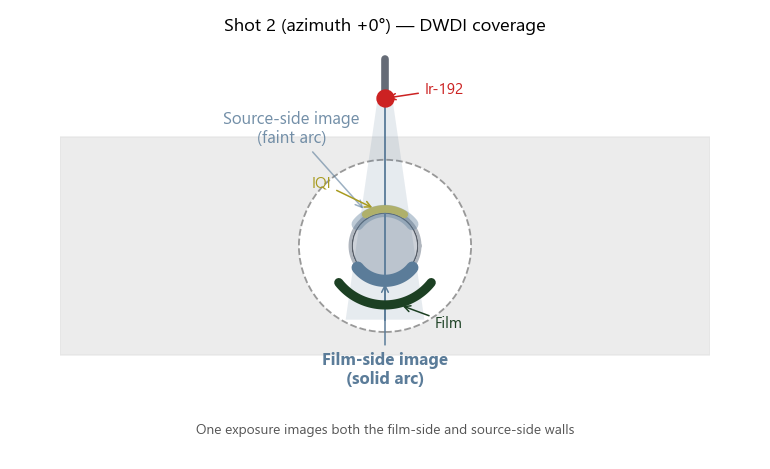 Shot 2 (azimuth +0°) — DWDI coverage
Ir-192
Source-side image
(faint arc)
IQI
Film
Film-side image
(solid arc)
One exposure images both the film-side and source-side walls